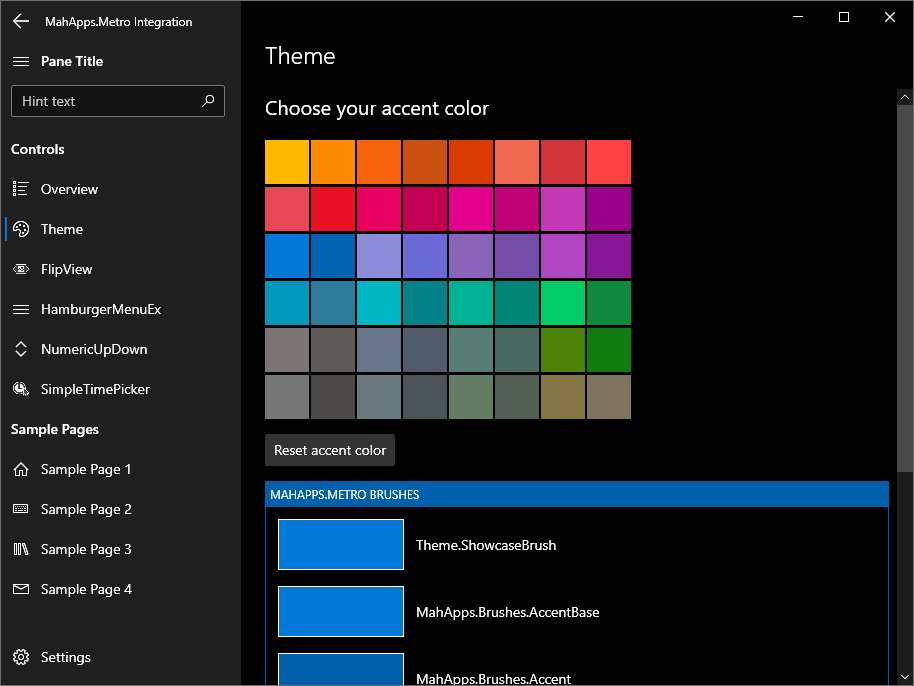 MahApps.Metro Integration
Pane Title
Hint text
Controls
Overview
Theme
FlipView
HamburgerMenuEx
NumericUpDown
SimpleTimePicker
Sample Pages
Sample Page 1
Sample Page 2
Sample Page 3
Sample Page 4
Settings
Theme
Choose your accent color
Reset accent color
MAHAPPS.METRO BRUSHES
Theme.ShowcaseBrush
MahApps.Brushes.AccentBase
MahApps.Brushes.Accent